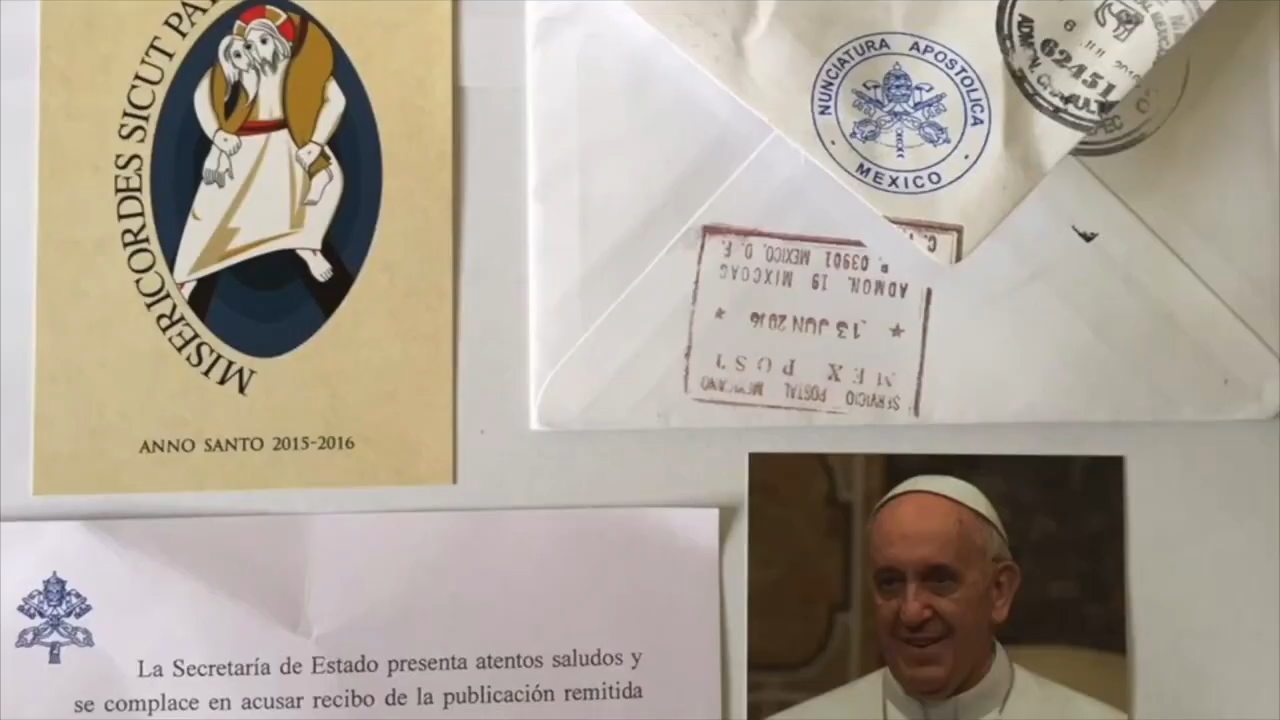 MISERICORDES SICUT PA
ANNO SANTO 2015-2016
NUNCIATURA APOSTOLICA
MEXICO
62451
SERVICIO POSTAL MEXICANO
MEX POST
13 JUN 2016
ADMON. 19 MIXCOAC
P. 03901 MEXICO, D. F.
La Secretaría de Estado presenta atentos saludos y
se complace en acusar recibo de la publicación remitida